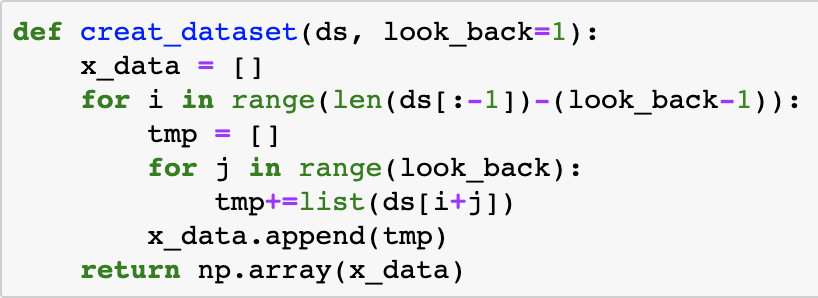 def creat_dataset(ds, look_back=1):
    x_data = []
    for i in range(len(ds[:-1])-(look_back-1)):
        tmp = []
        for j in range(look_back):
            tmp+=list(ds[i+j])
        x_data.append(tmp)
    return np.array(x_data)